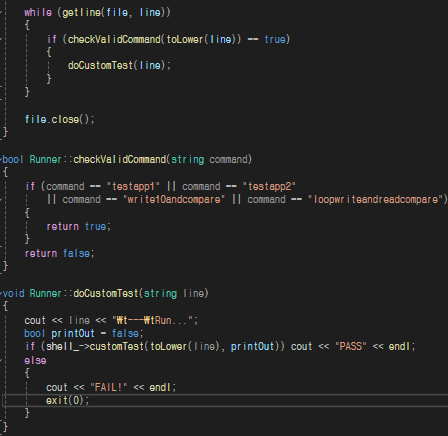 while (getline(file, line))
{
if (checkValidCommand(toLower(line)) == true)
{
doCustomTest(line);
}
}
file.close();
}
bool Runner::checkValidCommand(string command)
{
if (command == "testapp1" || command == "testapp2"
|| command == "write10andcompare" || command == "loopwriteandreadcompare")
{
return true;
}
return false;
}
void Runner::doCustomTest(string line)
{
cout << line << "₩t---₩tRun...";
bool printOut = false;
if (shell_->customTest(toLower(line), printOut)) cout << "PASS" << endl;
else
{
cout << "FAIL!" << endl;
exit(0);
}
}